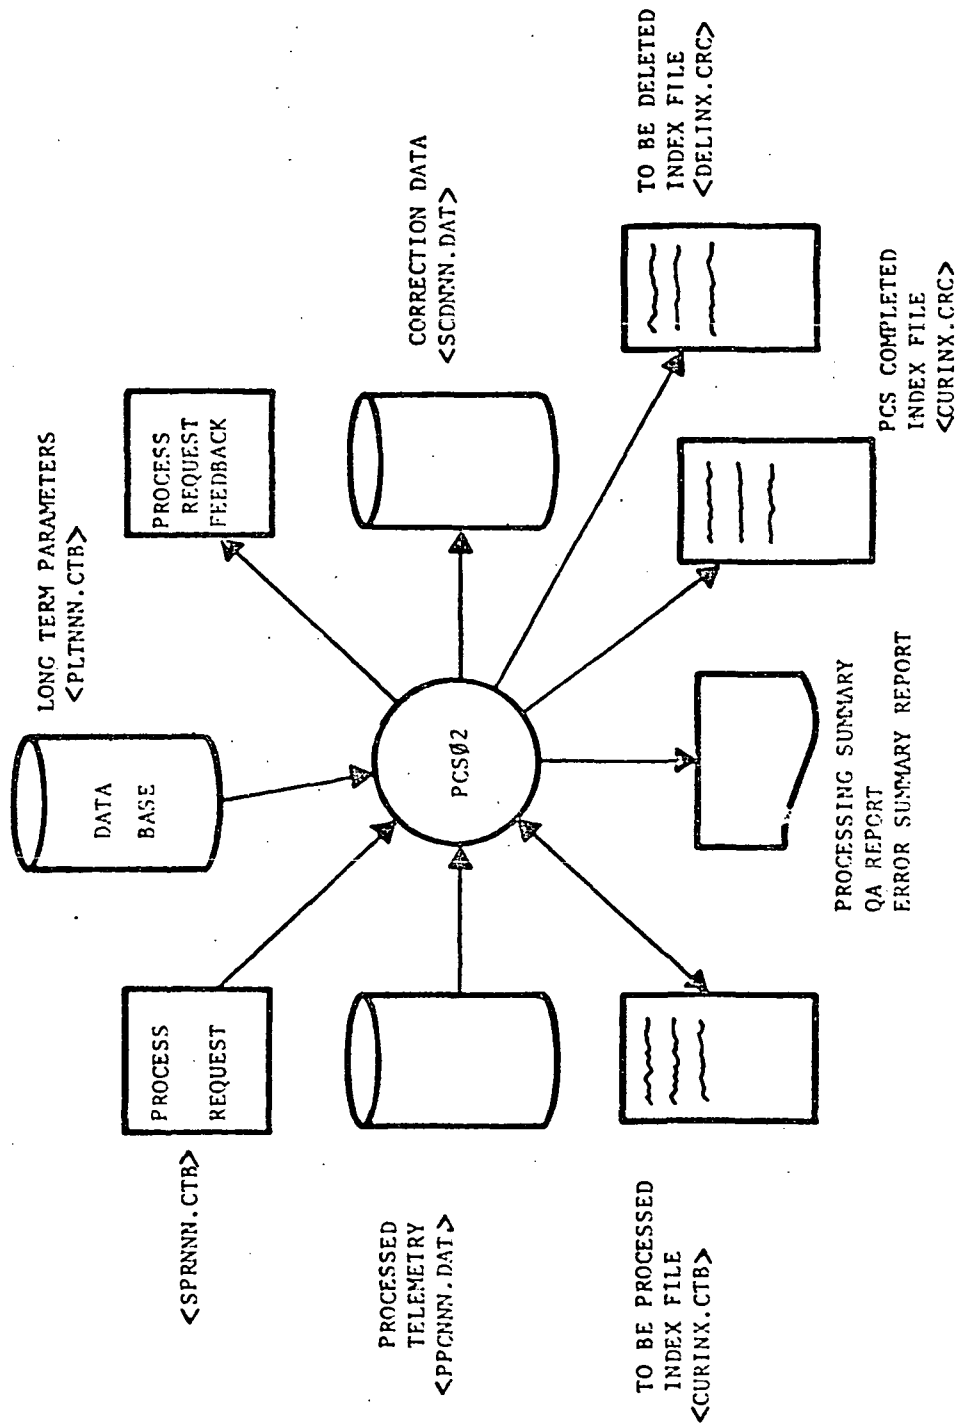 LONG TERM PARAMETERS
<PLTNNN.CTB>
DATA
BASE
<SPRNNN.CTB>
PROCESS
REQUEST
PROCESS
REQUEST
FEEDBACK
PROCESSED
TELEMETRY
<PPCNNN.DAT>
PCSØ2
CORRECTION DATA
<SCDNNN.DAT>
TO BE PROCESSED
INDEX FILE
<CURINX.CTB>
PROCESSING SUMMARY
QA REPORT
ERROR SUMMARY REPORT
PCS COMPLETED
INDEX FILE
<CURINX.CRC>
TO BE DELETED
INDEX FILE
<DELINX.CRC>